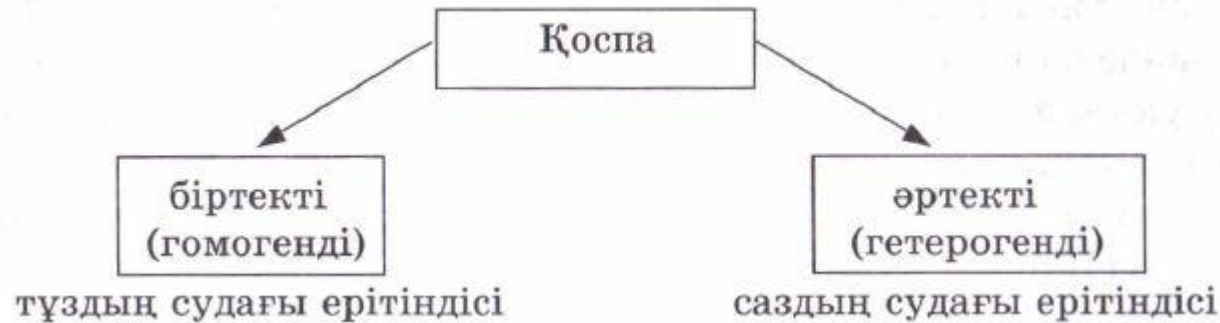 Қоспа
біртекті
(гомогенді)
тұздың судағы ерітіндісі
әртекті
(гетерогенді)
саздың судағы ерітіндісі